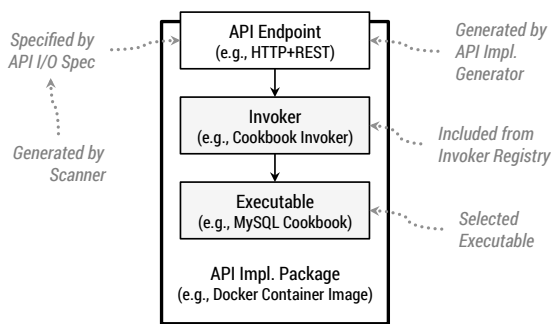 Specified by
API I/O Spec
Generated by
Scanner
API Endpoint
(e.g., HTTP+REST)
Invoker
(e.g., Cookbook Invoker)
Executable
(e.g., MySQL Cookbook)
API Impl. Package
(e.g., Docker Container Image)
Generated by
API Impl.
Generator
Included from
Invoker Registry
Selected
Executable